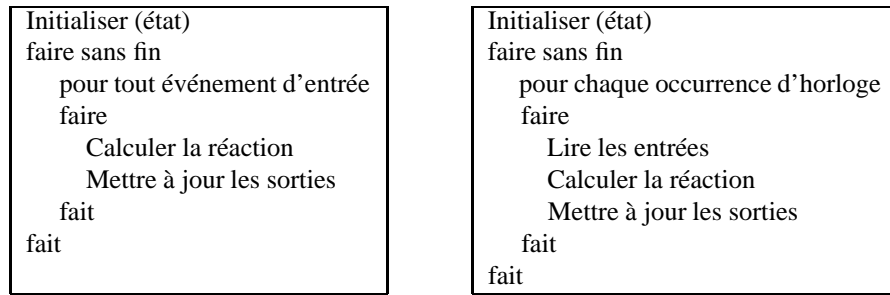 Initialiser (état)
faire sans fin
pour tout événement d'entrée
faire
Calculer la réaction
Mettre à jour les sorties
fait
fait
Initialiser (état)
faire sans fin
pour chaque occurrence d'horloge
faire
Lire les entrées
Calculer la réaction
Mettre à jour les sorties
fait
fait